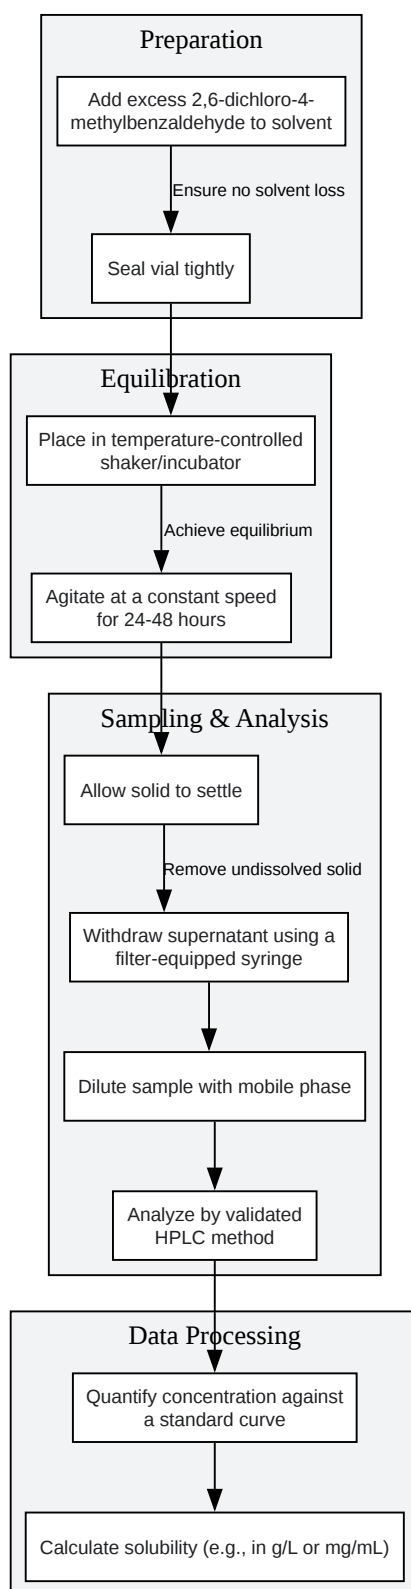 Preparation
Add excess 2,6-dichloro-4-
methylbenzaldehyde to solvent
Ensure no solvent loss
Seal vial tightly
Equilibration
Place in temperature-controlled
shaker/incubator
Achieve equilibrium
Agitate at a constant speed
for 24-48 hours
Sampling & Analysis
Allow solid to settle
Remove undissolved solid
Withdraw supernatant using a
filter-equipped syringe
Dilute sample with mobile phase
Analyze by validated
HPLC method
Data Processing
Quantify concentration against
a standard curve
Calculate solubility (e.g., in g/L or mg/mL)